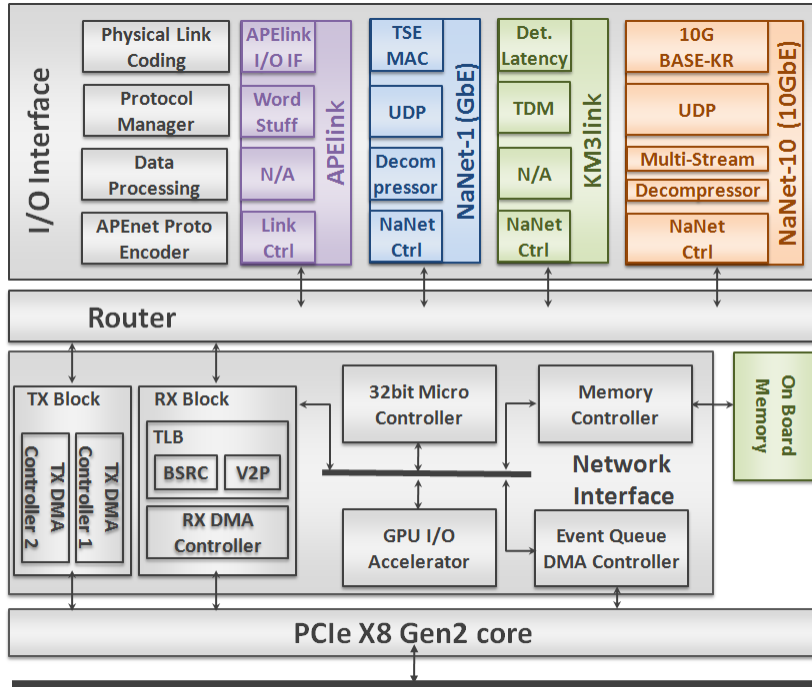 I/O Interface
Physical Link
Coding
Protocol
Manager
Data
Processing
APEnet Proto
Encoder
APElink
I/O IF
Word
Stuff
N/A
Link
Ctrl
APElink
TSE
MAC
UDP
Decom
pressor
NaNet
Ctrl
NaNet-1 (GbE)
Det.
Latency
TDM
N/A
NaNet
Ctrl
KM3link
10G
BASE-KR
UDP
Multi-Stream
Decompressor
NaNet
Ctrl
NaNet-10 (10GbE)
Router
TX Block
TX DMA
Controller 2
TX DMA
Controller 1
RX Block
TLB
BSRC
V2P
RX DMA
Controller
32bit Micro
Controller
Memory
Controller
On Board
Memory
Network
Interface
GPU I/O
Accelerator
Event Queue
DMA Controller
PCIe X8 Gen2 core